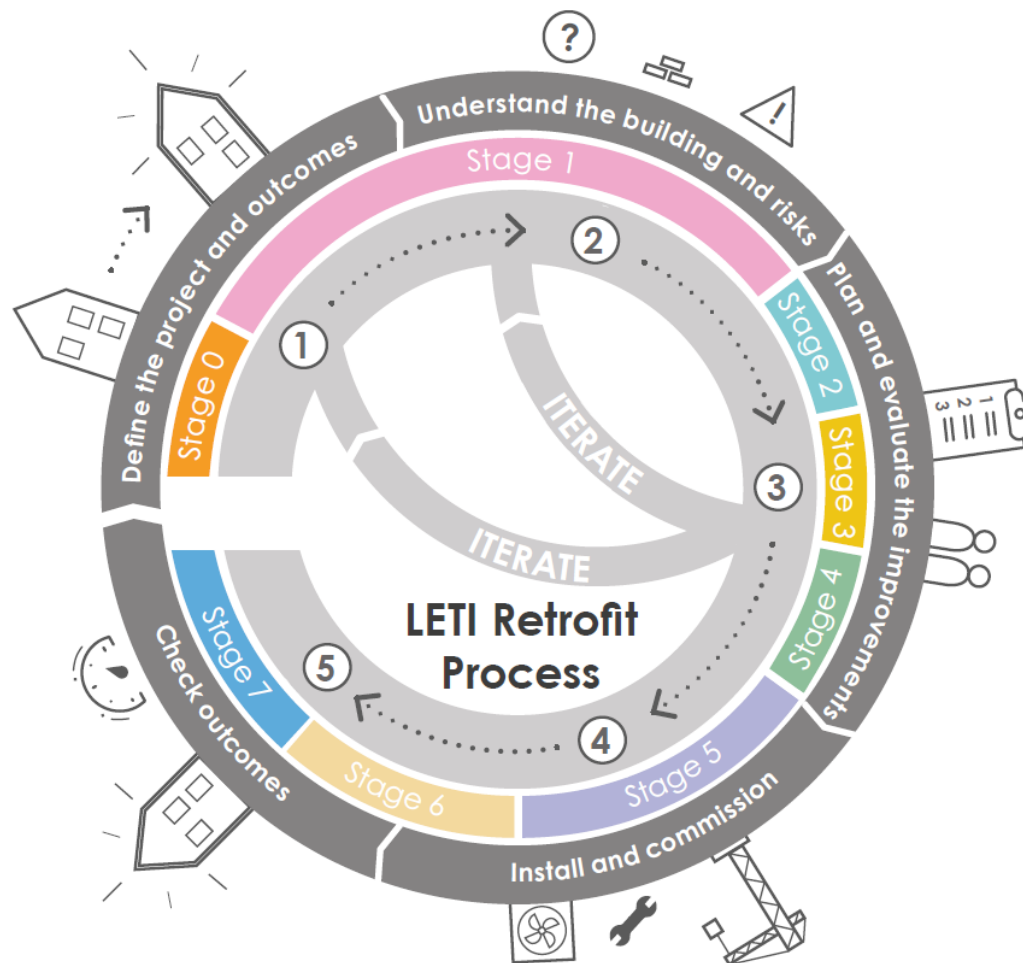 ?
!
Define the project and outcomes
Understand the building and risks
Plan and evaluate the improvements
Install and commission
Check outcomes
Stage 0
Stage 1
Stage 2
Stage 3
Stage 4
Stage 5
Stage 6
Stage 7
1
2
3
4
5
ITERATE
ITERATE
LETI Retrofit
Process
1
2
3